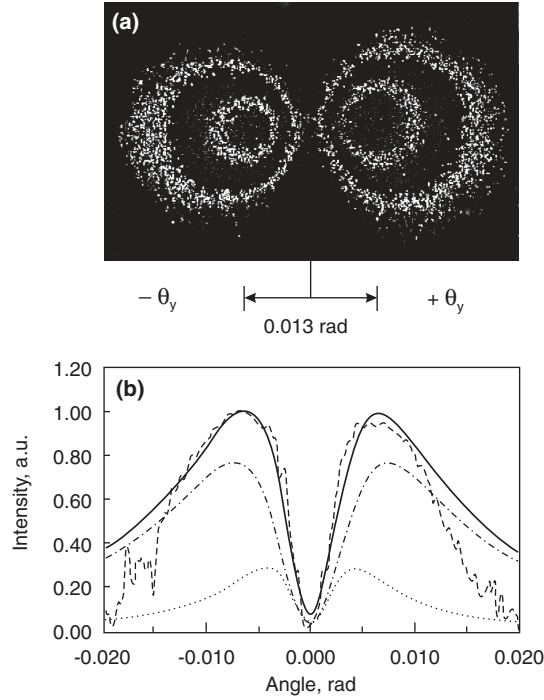 (a)
− θy + θy
0.013 rad
(b)
Intensity, a.u.
1.20
1.00
0.80
0.60
0.40
0.20
0.00
-0.020 -0.010 0.000 0.010 0.020
Angle, rad